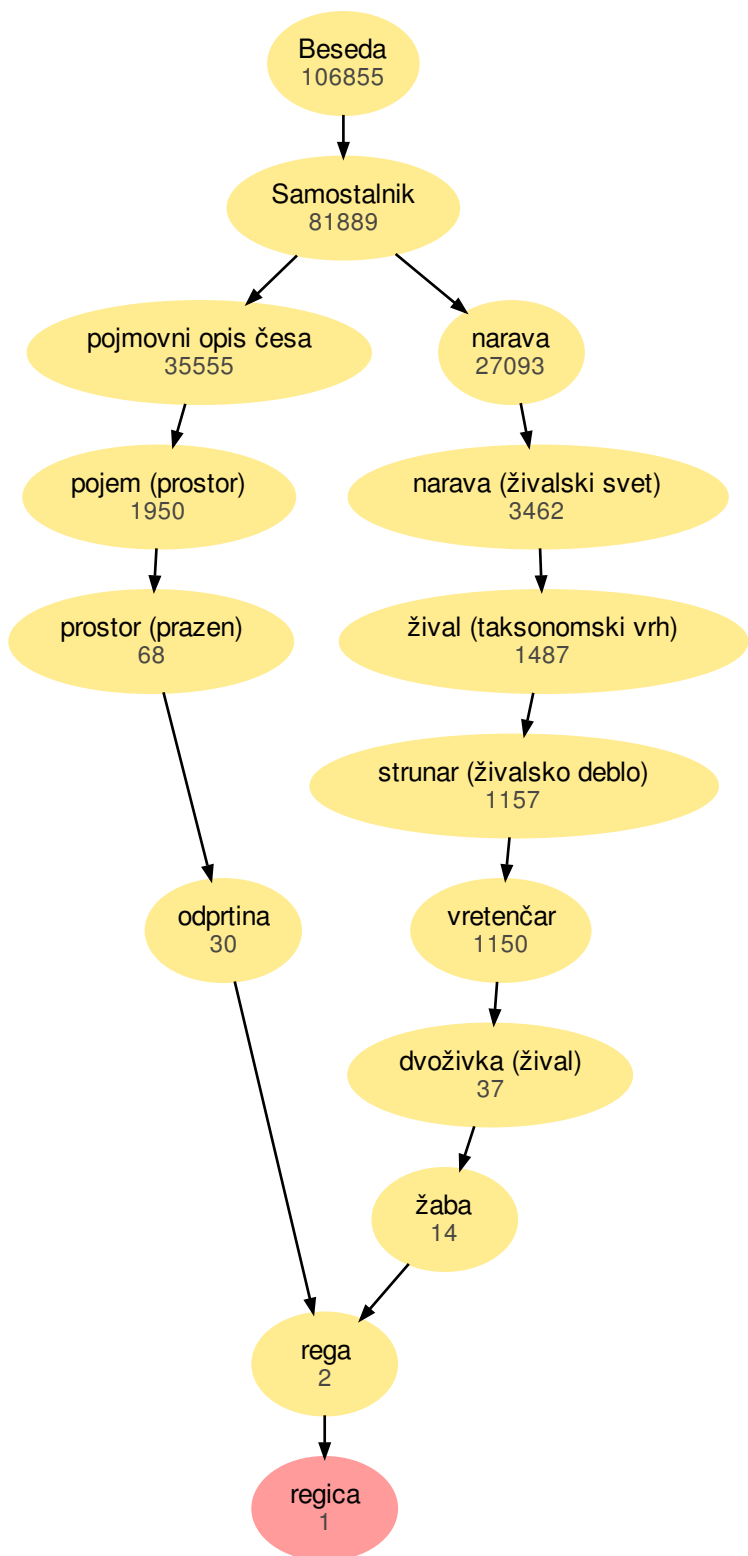 Beseda
106855
Samostalnik
81889
pojmovni opis česa
35555
narava
27093
pojem (prostor)
1950
narava (živalski svet)
3462
prostor (prazen)
68
žival (taksonomski vrh)
1487
strunar (živalsko deblo)
1157
odprtina
30
vretenčar
1150
dvoživka (žival)
37
žaba
14
rega
2
regica
1